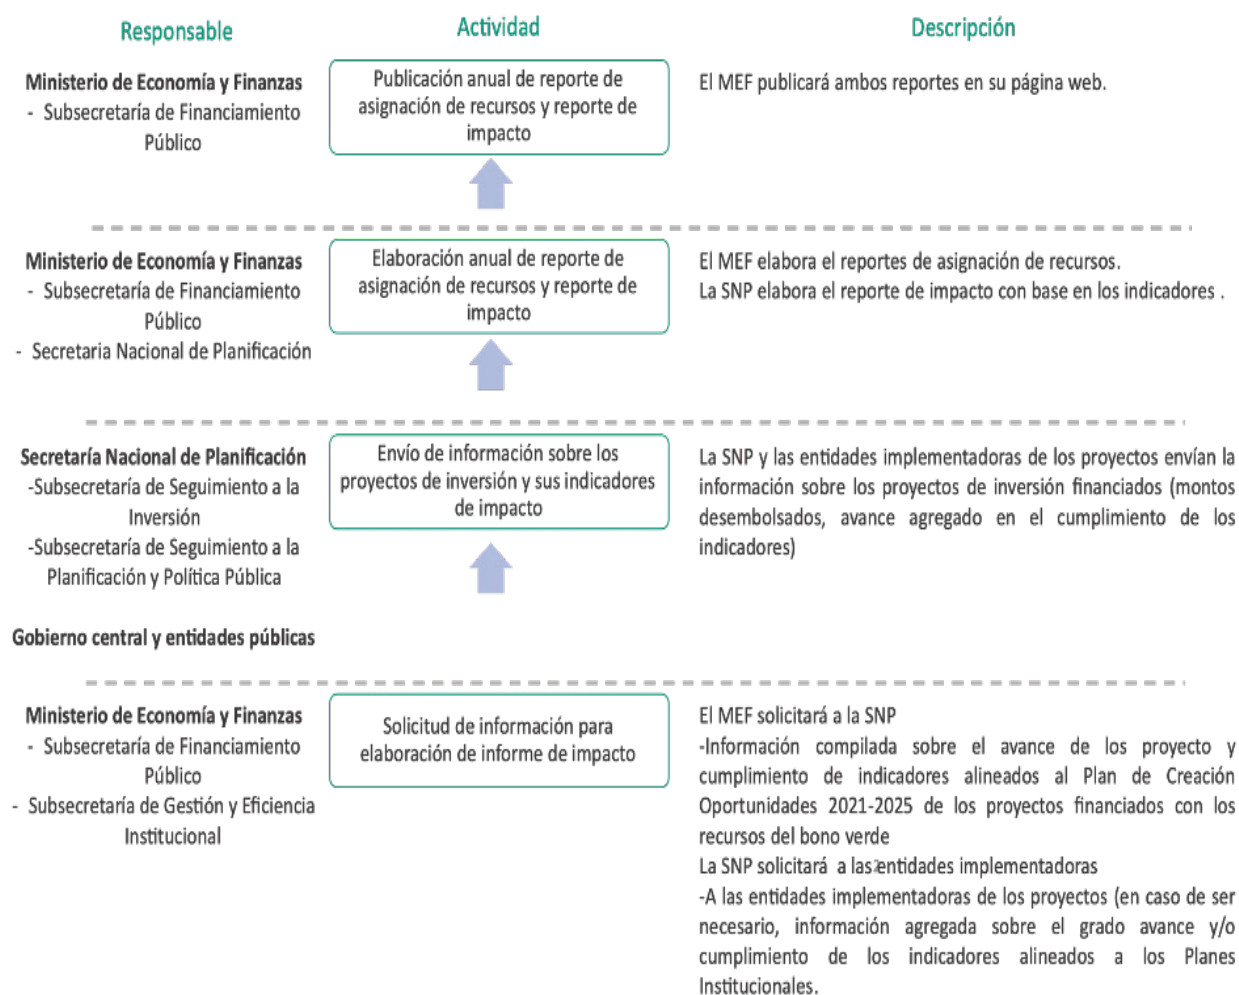 Responsable
Actividad
Descripción
Ministerio de Economía y Finanzas
- Subsecretaría de Financiamiento
Público
Publicación anual de reporte de
asignación de recursos y reporte de
impacto
El MEF publicará ambos reportes en su página web.
Ministerio de Economía y Finanzas
- Subsecretaría de Financiamiento
Público
- Secretaria Nacional de Planificación
Elaboración anual de reporte de
asignación de recursos y reporte de
impacto
El MEF elabora el reportes de asignación de recursos.
La SNP elabora el reporte de impacto con base en los indicadores .
Secretaría Nacional de Planificación
-Subsecretaría de Seguimiento a la
Inversión
-Subsecretaría de Seguimiento a la
Planificación y Política Pública
Gobierno central y entidades públicas
Envío de información sobre los
proyectos de inversión y sus indicadores
de impacto
La SNP y las entidades implementadoras de los proyectos envían la
información sobre los proyectos de inversión financiados (montos
desembolsados, avance agregado en el cumplimiento de los
indicadores)
Ministerio de Economía y Finanzas
- Subsecretaría de Financiamiento
Público
- Subsecretaría de Gestión y Eficiencia
Institucional
Solicitud de información para
elaboración de informe de impacto
El MEF solicitará a la SNP
-Información compilada sobre el avance de los proyecto y
cumplimiento de indicadores alineados al Plan de Creación
Oportunidades 2021-2025 de los proyectos financiados con los
recursos del bono verde
La SNP solicitará a las entidades implementadoras
-A las entidades implementadoras de los proyectos (en caso de ser
necesario, información agregada sobre el grado avance y/o
cumplimiento de los indicadores alineados a los Planes
Institucionales.